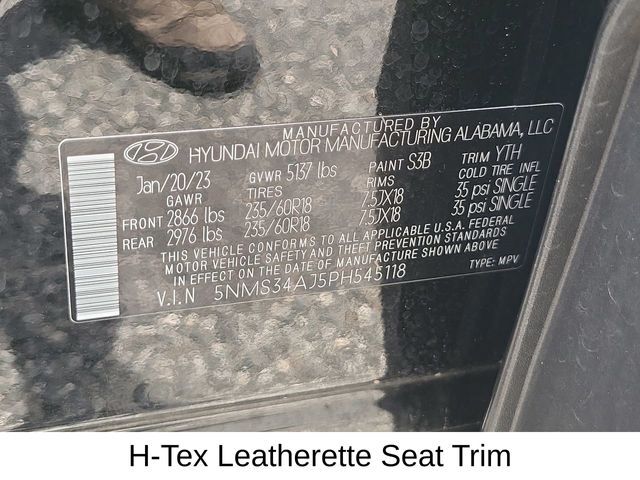 MANUFACTURED BY
HYUNDAI MOTOR MANUFACTURING ALABAMA, LLC
Jan/20/23 GVWR 5137 lbs PAINT S3B TRIM YTH
GAWR TIRES RIMS COLD TIRE INFL
FRONT 2866 lbs 235/60R18 7.5JX18 35 psi SINGLE
REAR 2976 lbs 235/60R18 7.5JX18 35 psi SINGLE
THIS VEHICLE CONFORMS TO ALL APPLICABLE U.S.A. FEDERAL
MOTOR VEHICLE SAFETY AND THEFT PREVENTION STANDARDS
IN EFFECT ON THE DATE OF MANUFACTURE SHOWN ABOVE
V.I.N 5NMS34AJ5PH545118 TYPE: MPV
H-Tex Leatherette Seat Trim